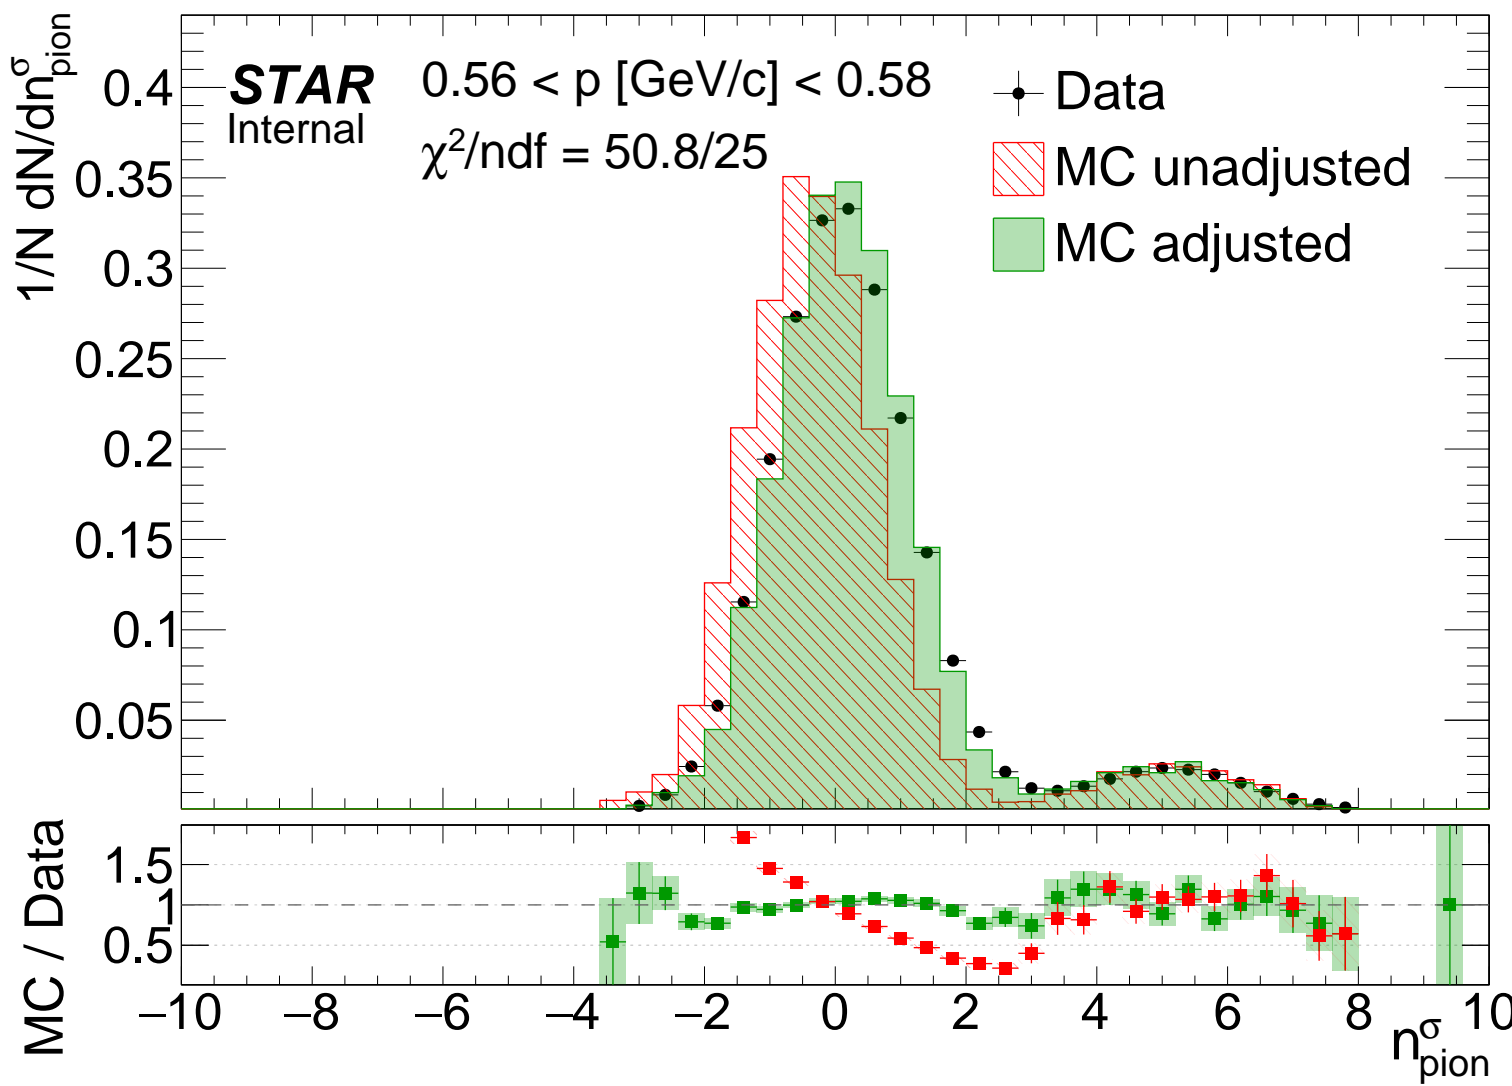 1/N dN/dn^σ_pion
STAR
Internal
0.56 < p [GeV/c] < 0.58
χ²/ndf = 50.8/25
Data
MC unadjusted
MC adjusted
0.4
0.35
0.3
0.25
0.2
0.15
0.1
0.05
MC / Data
1.5
1
0.5
−10 −8 −6 −4 −2 0 2 4 6 8 10
n^σ_pion